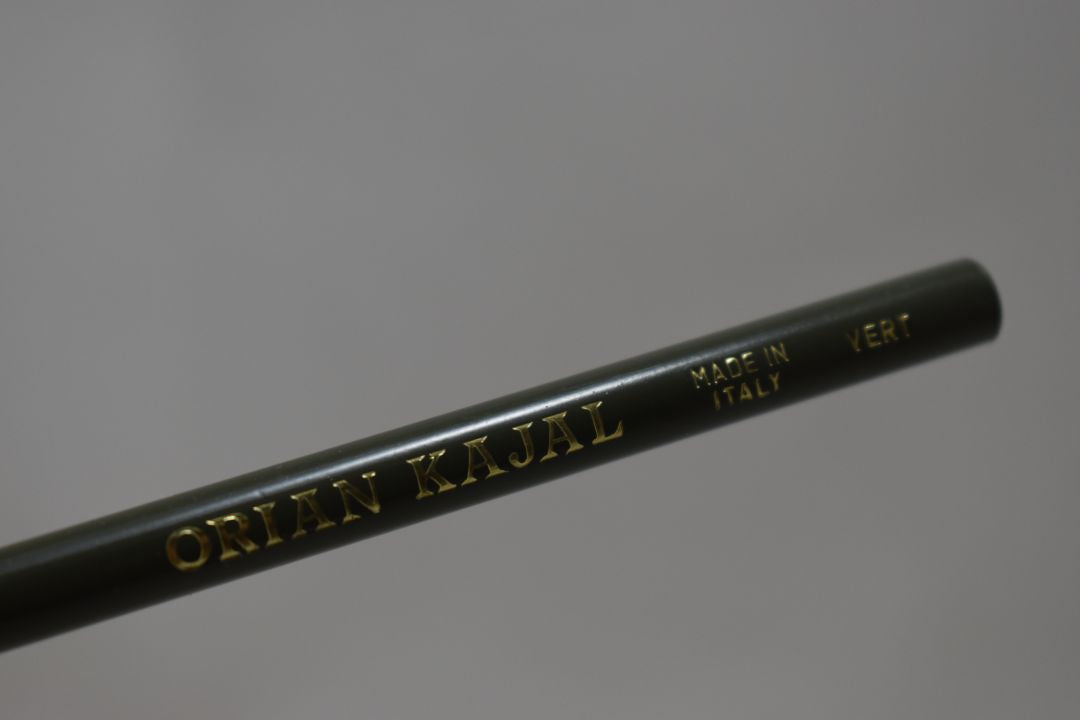 ORIAN KAJAL
MADE IN
ITALY
VERT